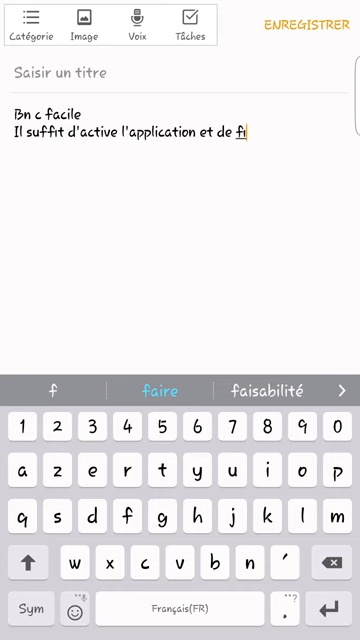 Catégorie Image Voix Tâches ENREGISTRER
Saisir un titre
Bn c facile
Il suffit d'active l'application et de fi
f faire faisabilité
1 2 3 4 5 6 7 8 9 0
a z e r t y u i o p
q s d f g h j k l m
w x c v b n ´
Sym Français(FR) . ?